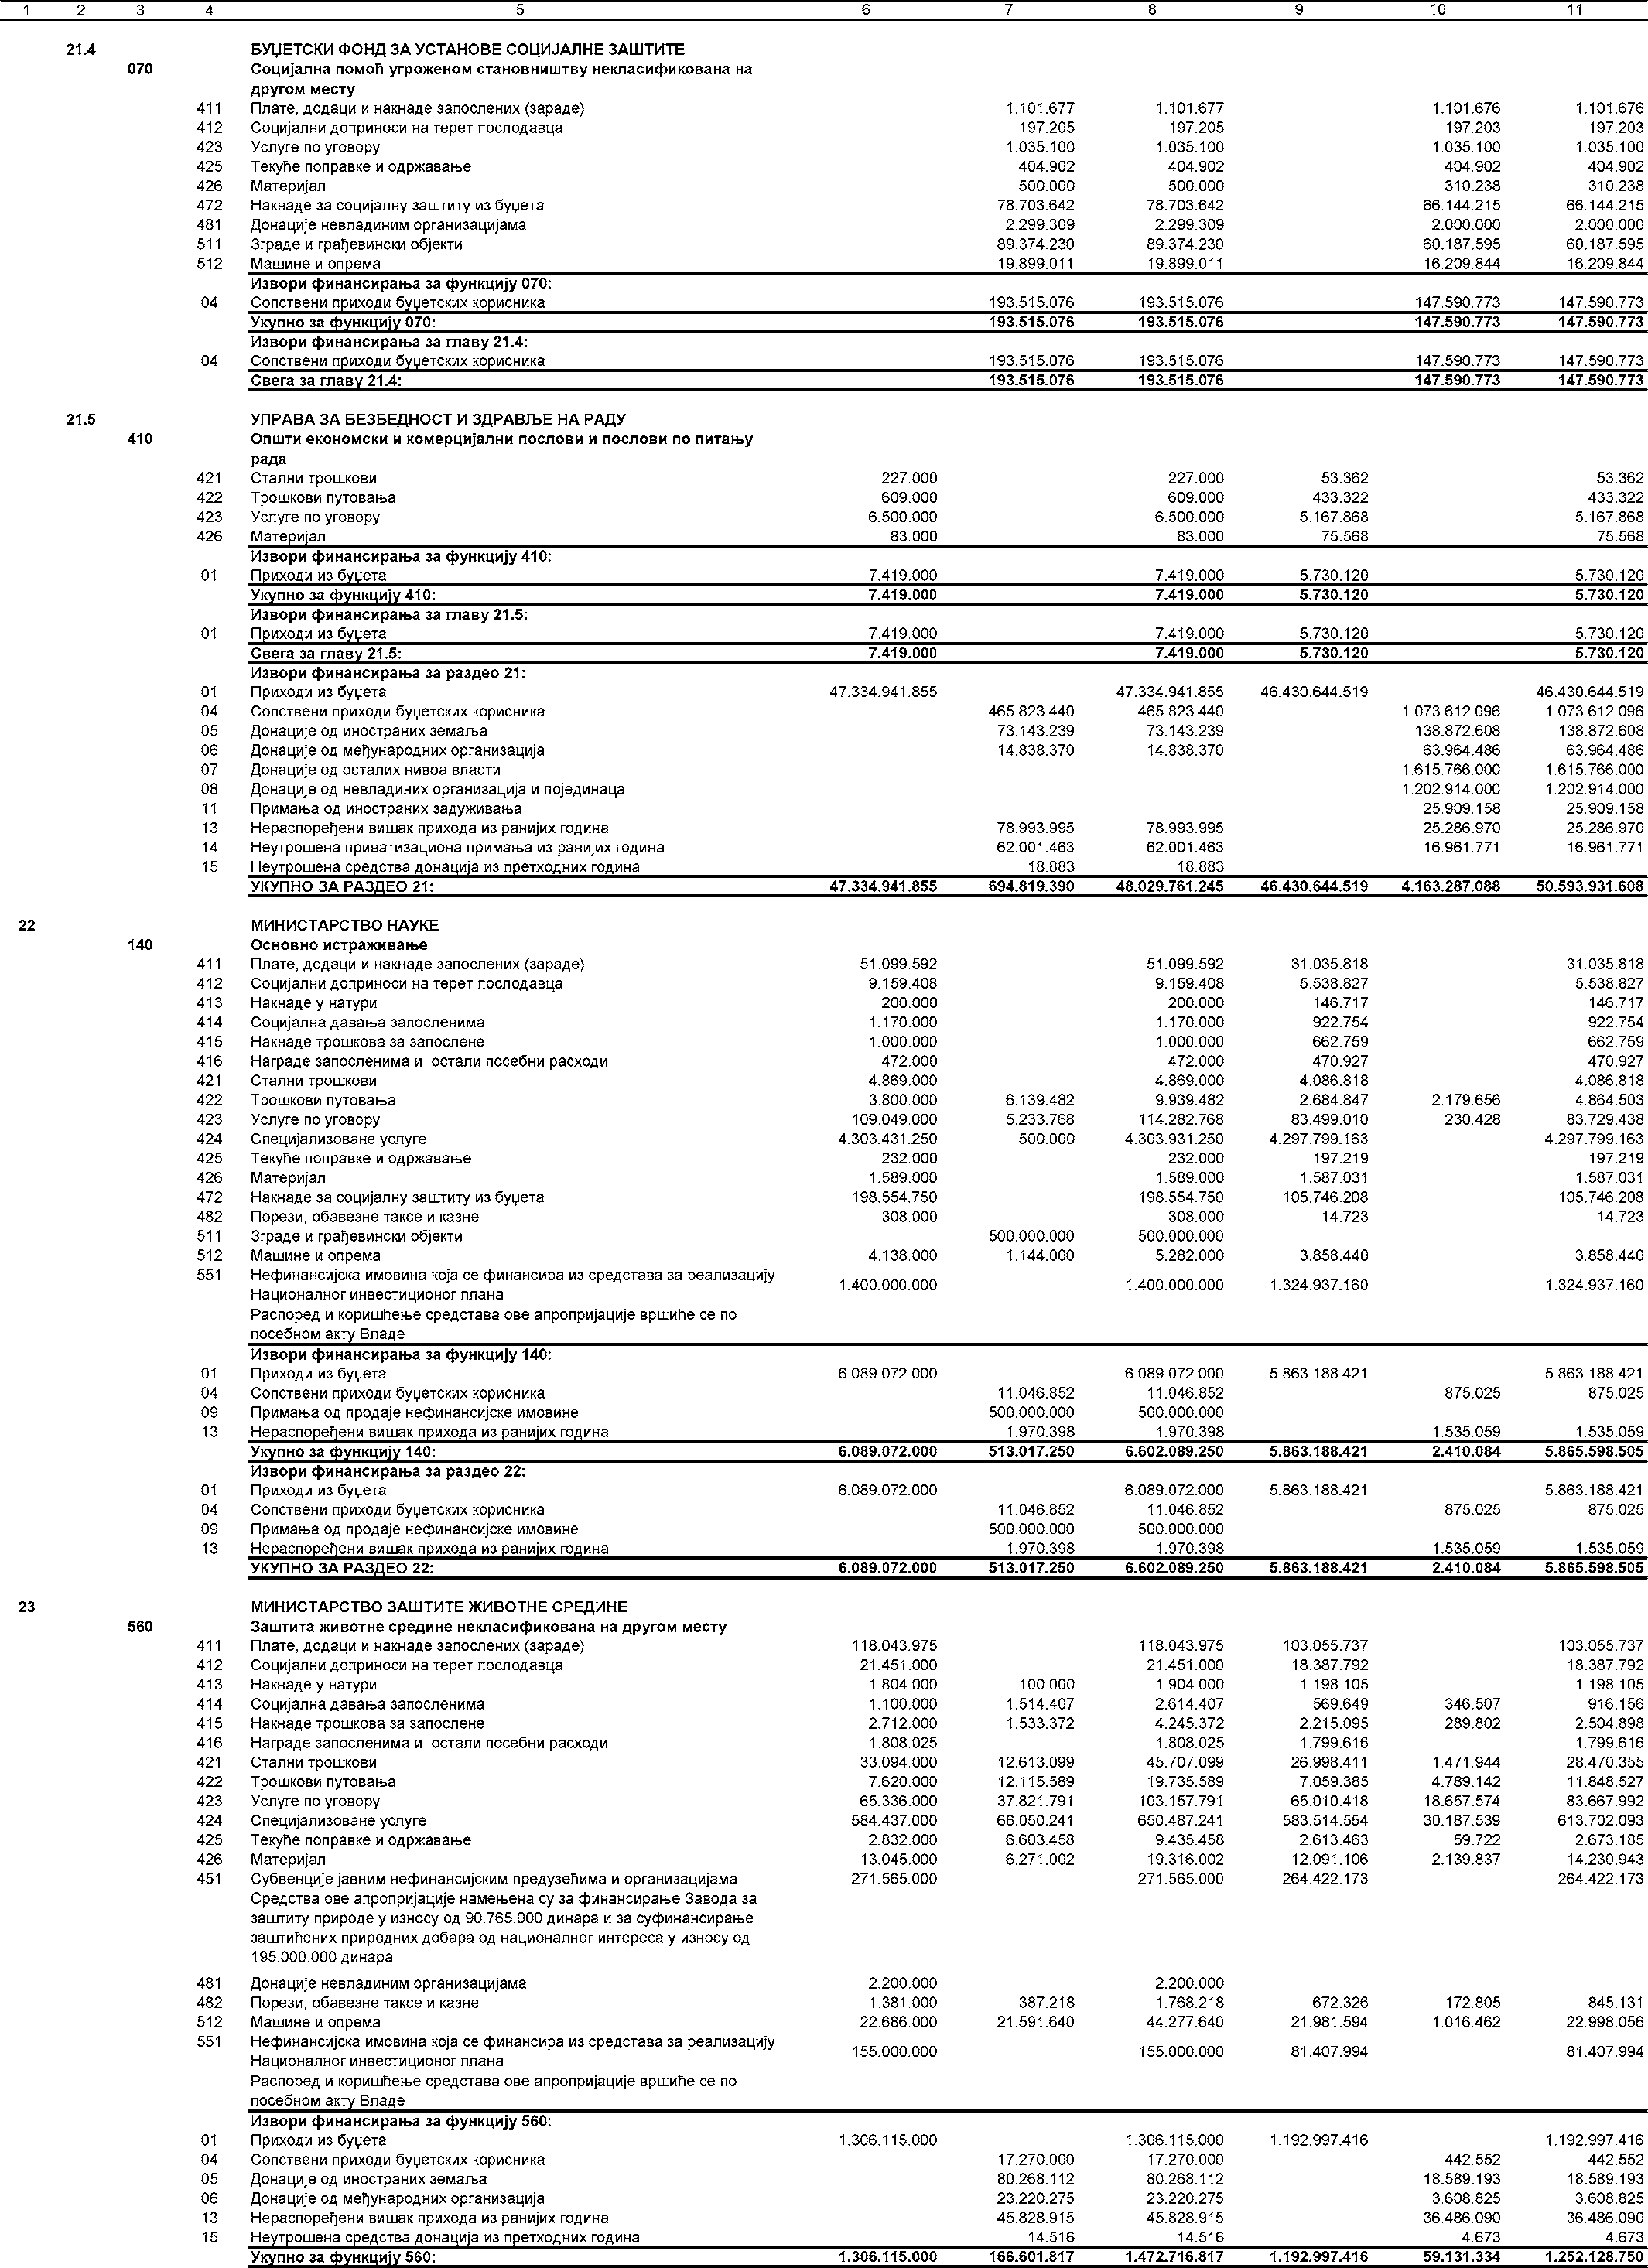 1 2 3 4 5 6 7 8 9 10 11
21.4 БУЏЕТСКИ ФОНД ЗА УСТАНОВЕ СОЦИЈАЛНЕ ЗАШТИТЕ
070 Социјална помоћ угроженом становништву некласификована на
другом месту
411 Плате, додаци и накнаде запослених (зараде) 1.101.677 1.101.677 1.101.676 1.101.676
412 Социјални доприноси на терет послодавца 197.205 197.205 197.203 197.203
423 Услуге по уговору 1.035.100 1.035.100 1.035.100 1.035.100
425 Текуће поправке и одржавање 404.902 404.902 404.902 404.902
426 Материјал 500.000 500.000 310.238 310.238
472 Накнаде за социјалну заштиту из буџета 78.703.642 78.703.642 66.144.215 66.144.215
481 Донације невладиним организацијама 2.299.309 2.299.309 2.000.000 2.000.000
511 Зграде и грађевински објекти 89.374.230 89.374.230 60.187.595 60.187.595
512 Машине и опрема 19.899.011 19.899.011 16.209.844 16.209.844
Извори финансирања за функцију 070:
04 Сопствени приходи буџетских корисника 193.515.076 193.515.076 147.590.773 147.590.773
Укупно за функцију 070: 193.515.076 193.515.076 147.590.773 147.590.773
Извори финансирања за главу 21.4:
04 Сопствени приходи буџетских корисника 193.515.076 193.515.076 147.590.773 147.590.773
Свега за главу 21.4: 193.515.076 193.515.076 147.590.773 147.590.773
21.5 УПРАВА ЗА БЕЗБЕДНОСТ И ЗДРАВЉЕ НА РАДУ
410 Општи економски и комерцијални послови и послови по питању
рада
421 Стални трошкови 227.000 227.000 53.362 53.362
422 Трошкови путовања 609.000 609.000 433.322 433.322
423 Услуге по уговору 6.500.000 6.500.000 5.167.868 5.167.868
426 Материјал 83.000 83.000 75.568 75.568
Извори финансирања за функцију 410:
01 Приходи из буџета 7.419.000 7.419.000 5.730.120 5.730.120
Укупно за функцију 410: 7.419.000 7.419.000 5.730.120 5.730.120
Извори финансирања за главу 21.5:
01 Приходи из буџета 7.419.000 7.419.000 5.730.120 5.730.120
Свега за главу 21.5: 7.419.000 7.419.000 5.730.120 5.730.120
Извори финансирања за раздео 21:
01 Приходи из буџета 47.334.941.855 47.334.941.855 46.430.644.519 46.430.644.519
04 Сопствени приходи буџетских корисника 465.823.440 465.823.440 1.073.612.096 1.073.612.096
05 Донације од иностраних земаља 73.143.239 73.143.239 138.872.608 138.872.608
06 Донације од међународних организација 14.838.370 14.838.370 63.964.486 63.964.486
07 Донације од осталих нивоа власти 1.615.766.000 1.615.766.000
08 Донације од невладиних организација и појединаца 1.202.914.000 1.202.914.000
11 Примања од иностраних задуживања 25.909.158 25.909.158
13 Нераспоређени вишак прихода из ранијих година 78.993.995 78.993.995 25.286.970 25.286.970
14 Неутрошена приватизациона примања из ранијих година 62.001.463 62.001.463 16.961.771 16.961.771
15 Неутрошена средства донација из претходних година 18.883 18.883
УКУПНО ЗА РАЗДЕО 21: 47.334.941.855 694.819.390 48.029.761.245 46.430.644.519 4.163.287.088 50.593.931.608
22 МИНИСТАРСТВО НАУКЕ
140 Основно истраживање
411 Плате, додаци и накнаде запослених (зараде) 51.099.592 51.099.592 31.035.818 31.035.818
412 Социјални доприноси на терет послодавца 9.159.408 9.159.408 5.538.827 5.538.827
413 Накнаде у натури 200.000 200.000 146.717 146.717
414 Социјална давања запосленима 1.170.000 1.170.000 922.754 922.754
415 Накнаде трошкова за запослене 1.000.000 1.000.000 662.759 662.759
416 Награде запосленима и остали посебни расходи 472.000 472.000 470.927 470.927
421 Стални трошкови 4.869.000 4.869.000 4.086.818 4.086.818
422 Трошкови путовања 3.800.000 6.139.482 9.939.482 2.684.847 2.179.656 4.864.503
423 Услуге по уговору 109.049.000 5.233.768 114.282.768 83.499.010 230.428 83.729.438
424 Специјализоване услуге 4.303.431.250 500.000 4.303.931.250 4.297.799.163 4.297.799.163
425 Текуће поправке и одржавање 232.000 232.000 197.219 197.219
426 Материјал 1.589.000 1.589.000 1.587.031 1.587.031
472 Накнаде за социјалну заштиту из буџета 198.554.750 198.554.750 105.746.208 105.746.208
482 Порези, обавезне таксе и казне 308.000 308.000 14.723 14.723
511 Зграде и грађевински објекти 500.000.000 500.000.000
512 Машине и опрема 4.138.000 1.144.000 5.282.000 3.858.440 3.858.440
551 Нефинансијска имовина која се финансира из средстава за реализацију
Националног инвестиционог плана 1.400.000.000 1.400.000.000 1.324.937.160 1.324.937.160
Распоред и коришћење средстава ове апропријације вршиће се по
посебном акту Владе
Извори финансирања за функцију 140:
01 Приходи из буџета 6.089.072.000 6.089.072.000 5.863.188.421 5.863.188.421
04 Сопствени приходи буџетских корисника 11.046.852 11.046.852 875.025 875.025
09 Примања од продаје нефинансијске имовине 500.000.000 500.000.000
13 Нераспоређени вишак прихода из ранијих година 1.970.398 1.970.398 1.535.059 1.535.059
Укупно за функцију 140: 6.089.072.000 513.017.250 6.602.089.250 5.863.188.421 2.410.084 5.865.598.505
Извори финансирања за раздео 22:
01 Приходи из буџета 6.089.072.000 6.089.072.000 5.863.188.421 5.863.188.421
04 Сопствени приходи буџетских корисника 11.046.852 11.046.852 875.025 875.025
09 Примања од продаје нефинансијске имовине 500.000.000 500.000.000
13 Нераспоређени вишак прихода из ранијих година 1.970.398 1.970.398 1.535.059 1.535.059
УКУПНО ЗА РАЗДЕО 22: 6.089.072.000 513.017.250 6.602.089.250 5.863.188.421 2.410.084 5.865.598.505
23 МИНИСТАРСТВО ЗАШТИТЕ ЖИВОТНЕ СРЕДИНЕ
560 Заштита животне средине некласификована на другом месту
411 Плате, додаци и накнаде запослених (зараде) 118.043.975 118.043.975 103.055.737 103.055.737
412 Социјални доприноси на терет послодавца 21.451.000 21.451.000 18.387.792 18.387.792
413 Накнаде у натури 1.804.000 100.000 1.904.000 1.198.105 1.198.105
414 Социјална давања запосленима 1.100.000 1.514.407 2.614.407 569.649 346.507 916.156
415 Накнаде трошкова за запослене 2.712.000 1.533.372 4.245.372 2.215.095 289.802 2.504.898
416 Награде запосленима и остали посебни расходи 1.808.025 1.808.025 1.799.616 1.799.616
421 Стални трошкови 33.094.000 12.613.099 45.707.099 26.998.411 1.471.944 28.470.355
422 Трошкови путовања 7.620.000 12.115.589 19.735.589 7.059.385 4.789.142 11.848.527
423 Услуге по уговору 65.336.000 37.821.791 103.157.791 65.010.418 18.657.574 83.667.992
424 Специјализоване услуге 584.437.000 66.050.241 650.487.241 583.514.554 30.187.539 613.702.093
425 Текуће поправке и одржавање 2.832.000 6.603.458 9.435.458 2.613.463 59.722 2.673.185
426 Материјал 13.045.000 6.271.002 19.316.002 12.091.106 2.139.837 14.230.943
451 Субвенције јавним нефинансијским предузећима и организацијама 271.565.000 271.565.000 264.422.173 264.422.173
Средства ове апропријације намењена су за финансирање Завода за
заштиту природе у износу од 90.765.000 динара и за суфинансирање
заштићених природних добара од националног интереса у износу од
195.000.000 динара
481 Донације невладиним организацијама 2.200.000 2.200.000
482 Порези, обавезне таксе и казне 1.381.000 387.218 1.768.218 672.326 172.805 845.131
512 Машине и опрема 22.686.000 21.591.640 44.277.640 21.981.594 1.016.462 22.998.056
551 Нефинансијска имовина која се финансира из средстава за реализацију
Националног инвестиционог плана 155.000.000 155.000.000 81.407.994 81.407.994
Распоред и коришћење средстава ове апропријације вршиће се по
посебном акту Владе
Извори финансирања за функцију 560:
01 Приходи из буџета 1.306.115.000 1.306.115.000 1.192.997.416 1.192.997.416
04 Сопствени приходи буџетских корисника 17.270.000 17.270.000 442.552 442.552
05 Донације од иностраних земаља 80.268.112 80.268.112 18.589.193 18.589.193
06 Донације од међународних организација 23.220.275 23.220.275 3.608.825 3.608.825
13 Нераспоређени вишак прихода из ранијих година 45.828.915 45.828.915 36.486.090 36.486.090
15 Неутрошена средства донација из претходних година 14.516 14.516 4.673 4.673
Укупно за функцију 560: 1.306.115.000 166.601.817 1.472.716.817 1.192.997.416 59.131.334 1.252.128.750